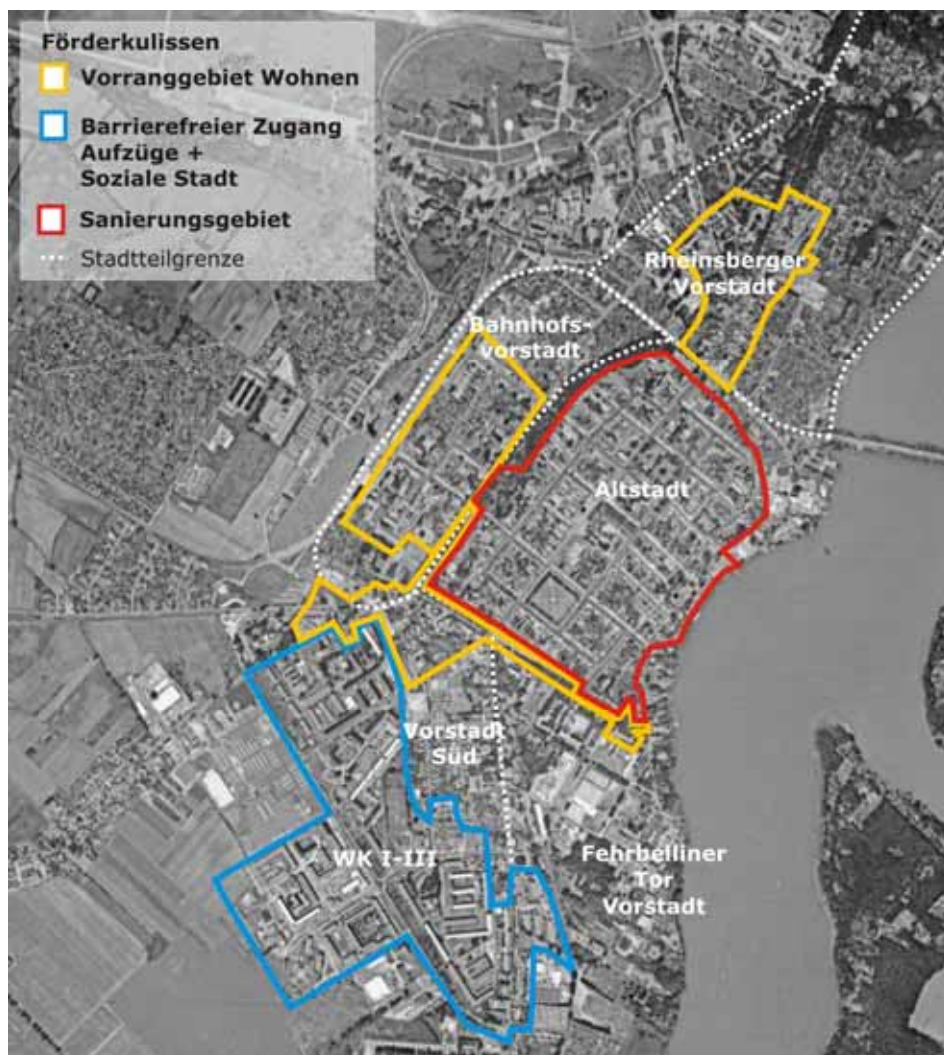 Förderkulissen
Vorranggebiet Wohnen
Barrierefreier Zugang
Aufzüge +
Soziale Stadt
Sanierungsgebiet
Stadtteilgrenze
Rheinsberger
Vorstadt
Bahnhofs-
vorstadt
Altstadt
Vorstadt
Süd
WK I-III
Fehrbelliner
Tor
Vorstadt